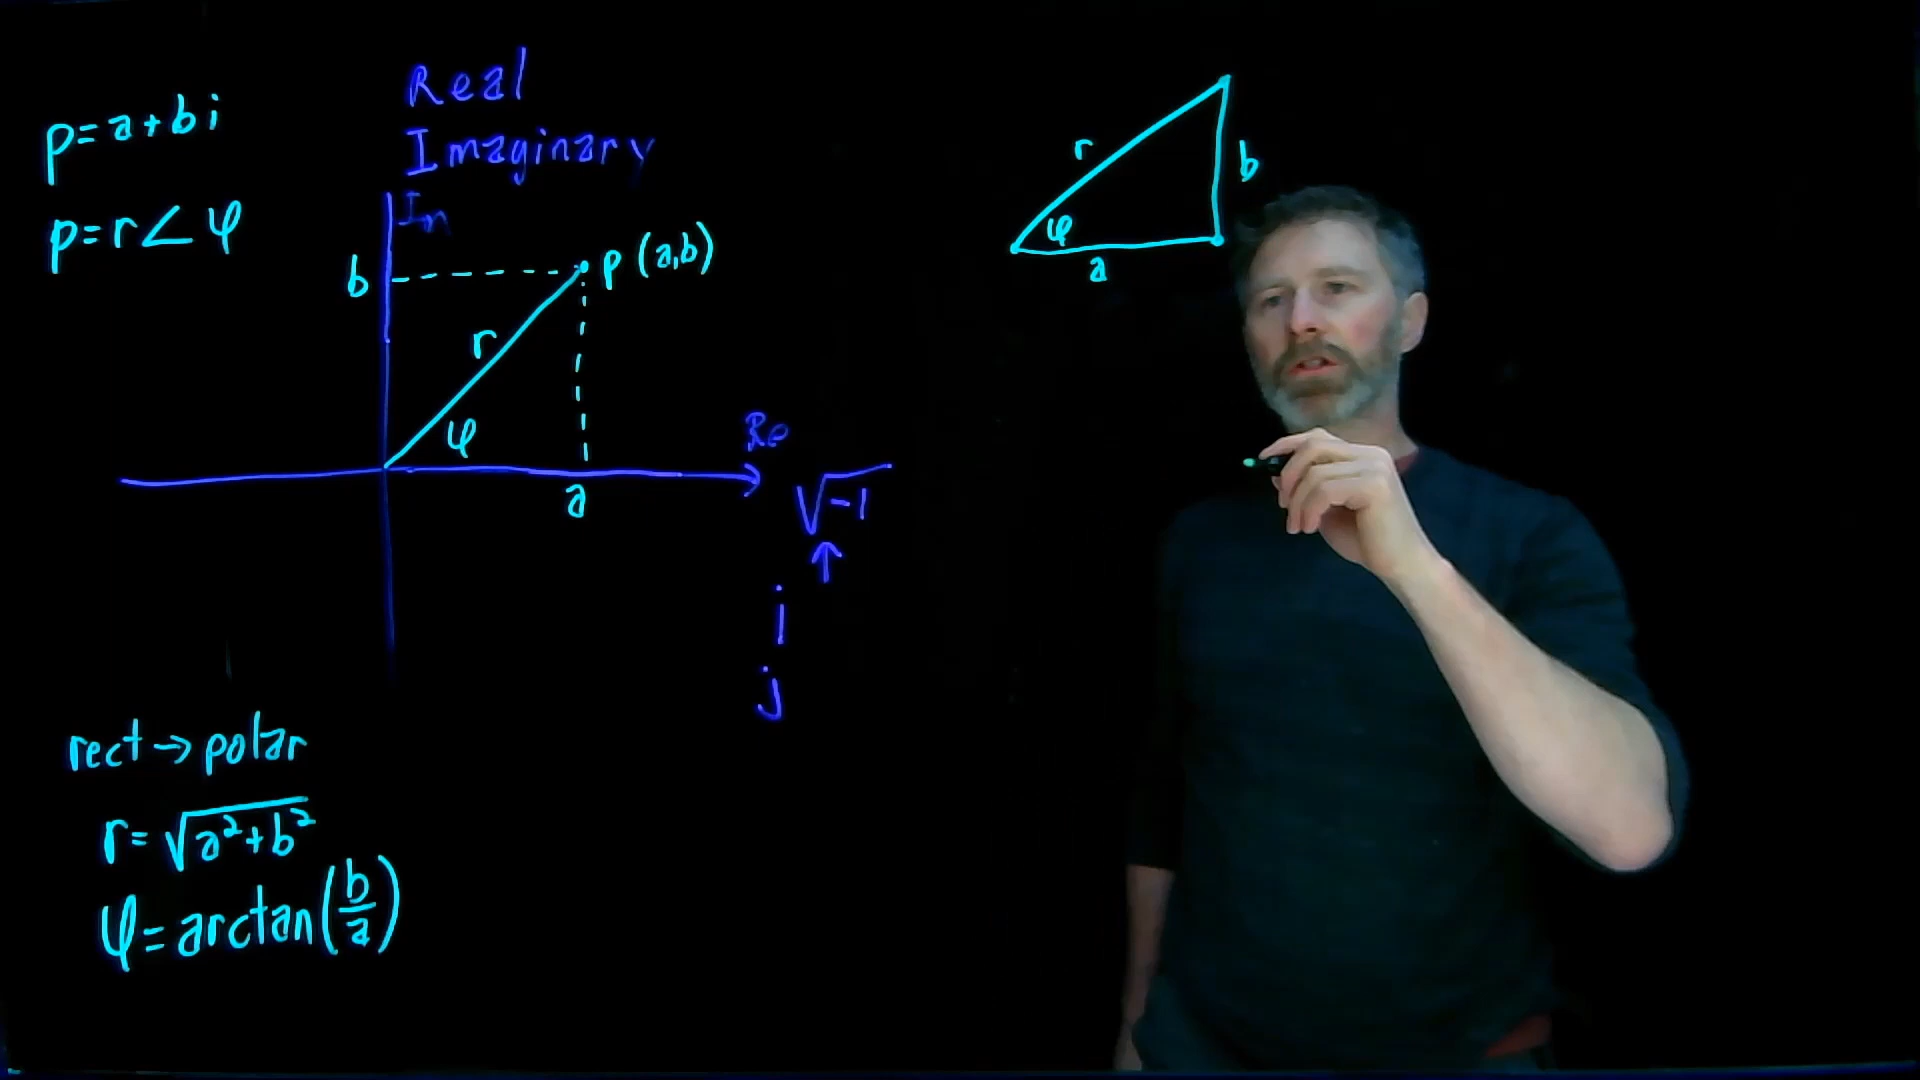 p=a+bi
p=r∠φ
Real
Imaginary
Im
b
p (a,b)
r
φ
Re
a
√-1
↑
i
j
r
b
φ
a
rect → polar
r=√a²+b²
φ=arctan(b/a)